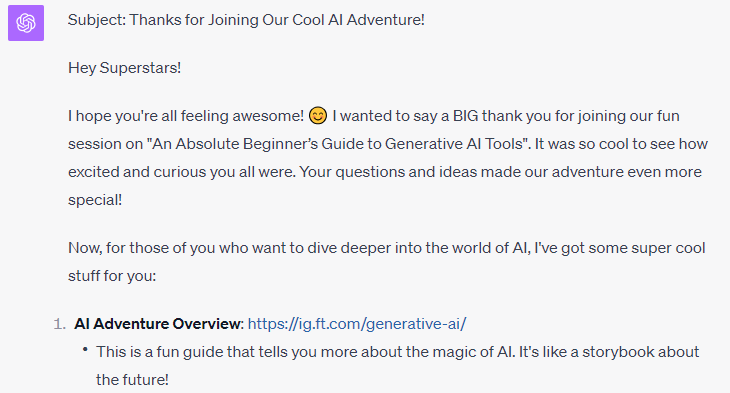 Subject: Thanks for Joining Our Cool AI Adventure!
Hey Superstars!
I hope you're all feeling awesome! 😊 I wanted to say a BIG thank you for joining our fun
session on "An Absolute Beginner’s Guide to Generative AI Tools". It was so cool to see how
excited and curious you all were. Your questions and ideas made our adventure even more
special!
Now, for those of you who want to dive deeper into the world of AI, I've got some super cool
stuff for you:
1. AI Adventure Overview: https://ig.ft.com/generative-ai/
• This is a fun guide that tells you more about the magic of AI. It's like a storybook about
the future!